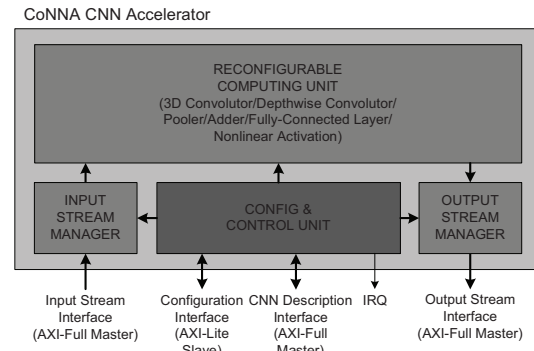 CoNNA CNN Accelerator
RECONFIGURABLE
COMPUTING UNIT
(3D Convolutor/Depthwise Convolutor/
Pooler/Adder/Fully-Connected Layer/
Nonlinear Activation)
INPUT
STREAM
MANAGER
CONFIG &
CONTROL UNIT
OUTPUT
STREAM
MANAGER
Input Stream
Interface
(AXI-Full Master)
Configuration
Interface
(AXI-Lite
Slave)
CNN Description
Interface
(AXI-Full
Master)
IRQ
Output Stream
Interface
(AXI-Full Master)